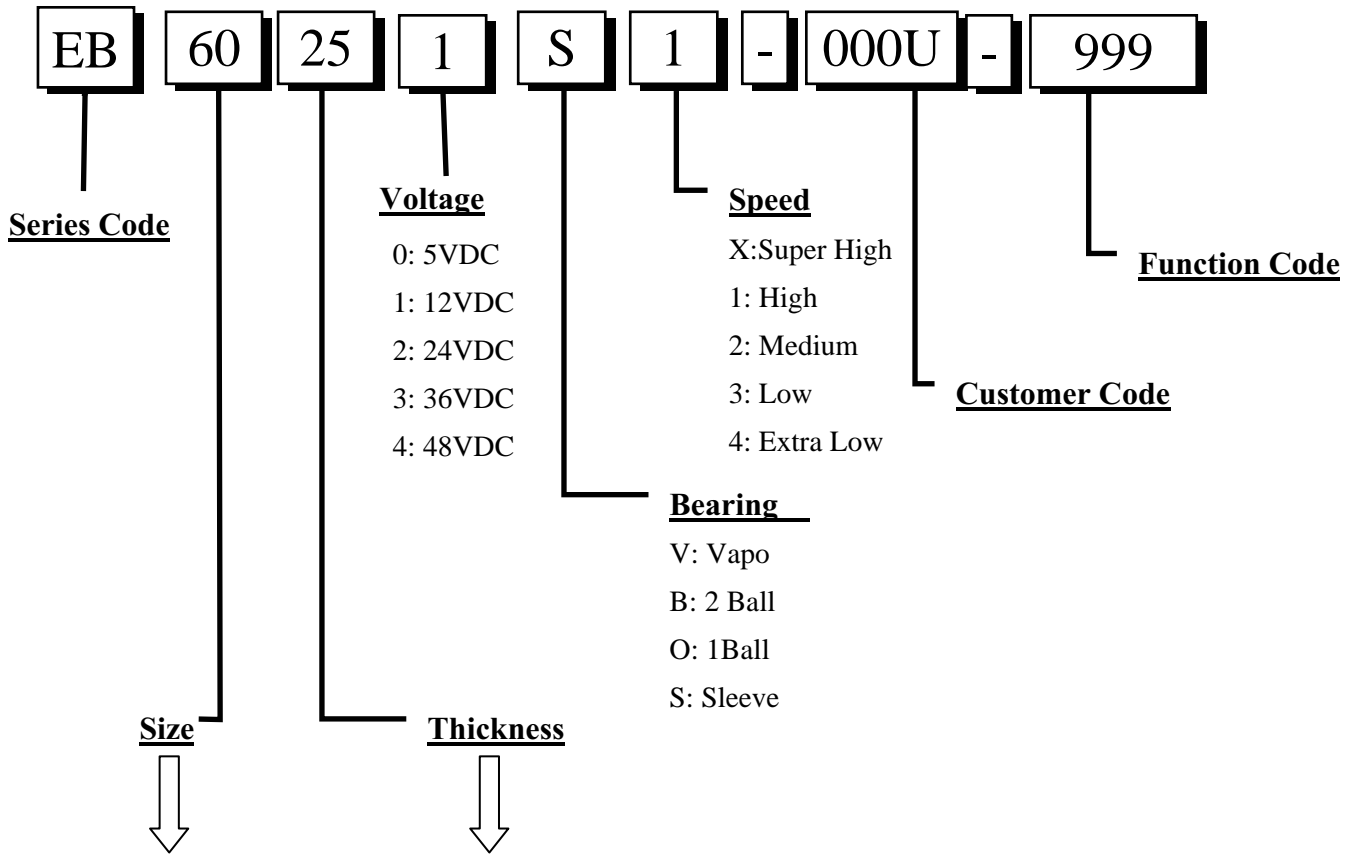 EB 60 25 1 S 1 - 000U - 999
Series Code
Voltage
0: 5VDC
1: 12VDC
2: 24VDC
3: 36VDC
4: 48VDC
Speed
X:Super High
1: High
2: Medium
3: Low
4: Extra Low
Function Code
Customer Code
Bearing
V: Vapo
B: 2 Ball
O: 1Ball
S: Sleeve
Size
Thickness